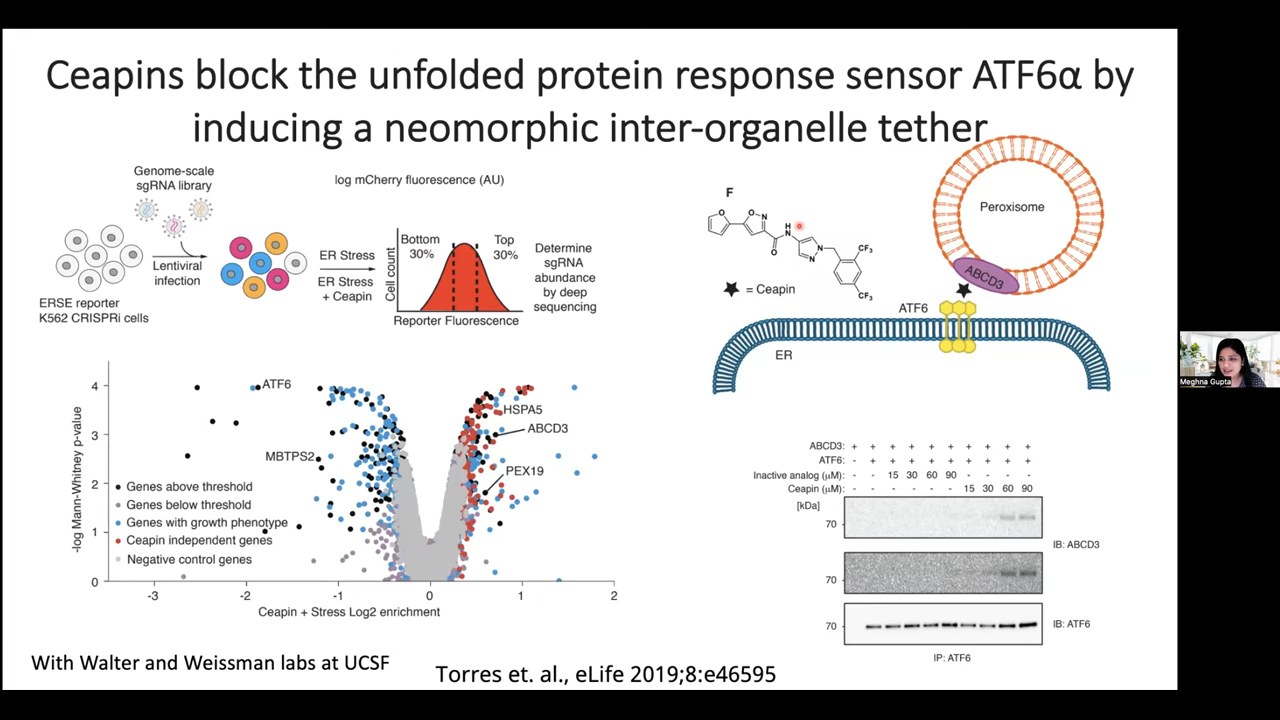 Ceapins block the unfolded protein response sensor ATF6α by
inducing a neomorphic inter-organelle tether
Genome-scale
sgRNA library
Lentiviral
infection
ERSE reporter
K562 CRISPRi cells
ER Stress
ER Stress
+ Ceapin
log mCherry fluorescence (AU)
Cell count
Bottom
30%
Top
30%
Reporter Fluorescence
Determine
sgRNA
abundance
by deep
sequencing
F
O
O
N
O
H
N
N
N
CF3
CF3
= Ceapin
Peroxisome
ABCD3
ATF6
ER
-log Mann-Whitney p-value
4
3
2
1
0
-3
-2
-1
0
1
2
Ceapin + Stress Log2 enrichment
ATF6
MBTPS2
HSPA5
ABCD3
PEX19
Genes above threshold
Genes below threshold
Genes with growth phenotype
Ceapin independent genes
Negative control genes
ABCD3: + + + + + + + + + +
ATF6: - + + + + + + + + +
Inactive analog (μM) - - 15 30 60 90 - - - -
Ceapin (μM) - - - - - - 15 30 60 90
[kDa]
70
IB: ABCD3
70
70
IB: ATF6
IP: ATF6
With Walter and Weissman labs at UCSF
Torres et. al., eLife 2019;8:e46595
Meghna Gupta